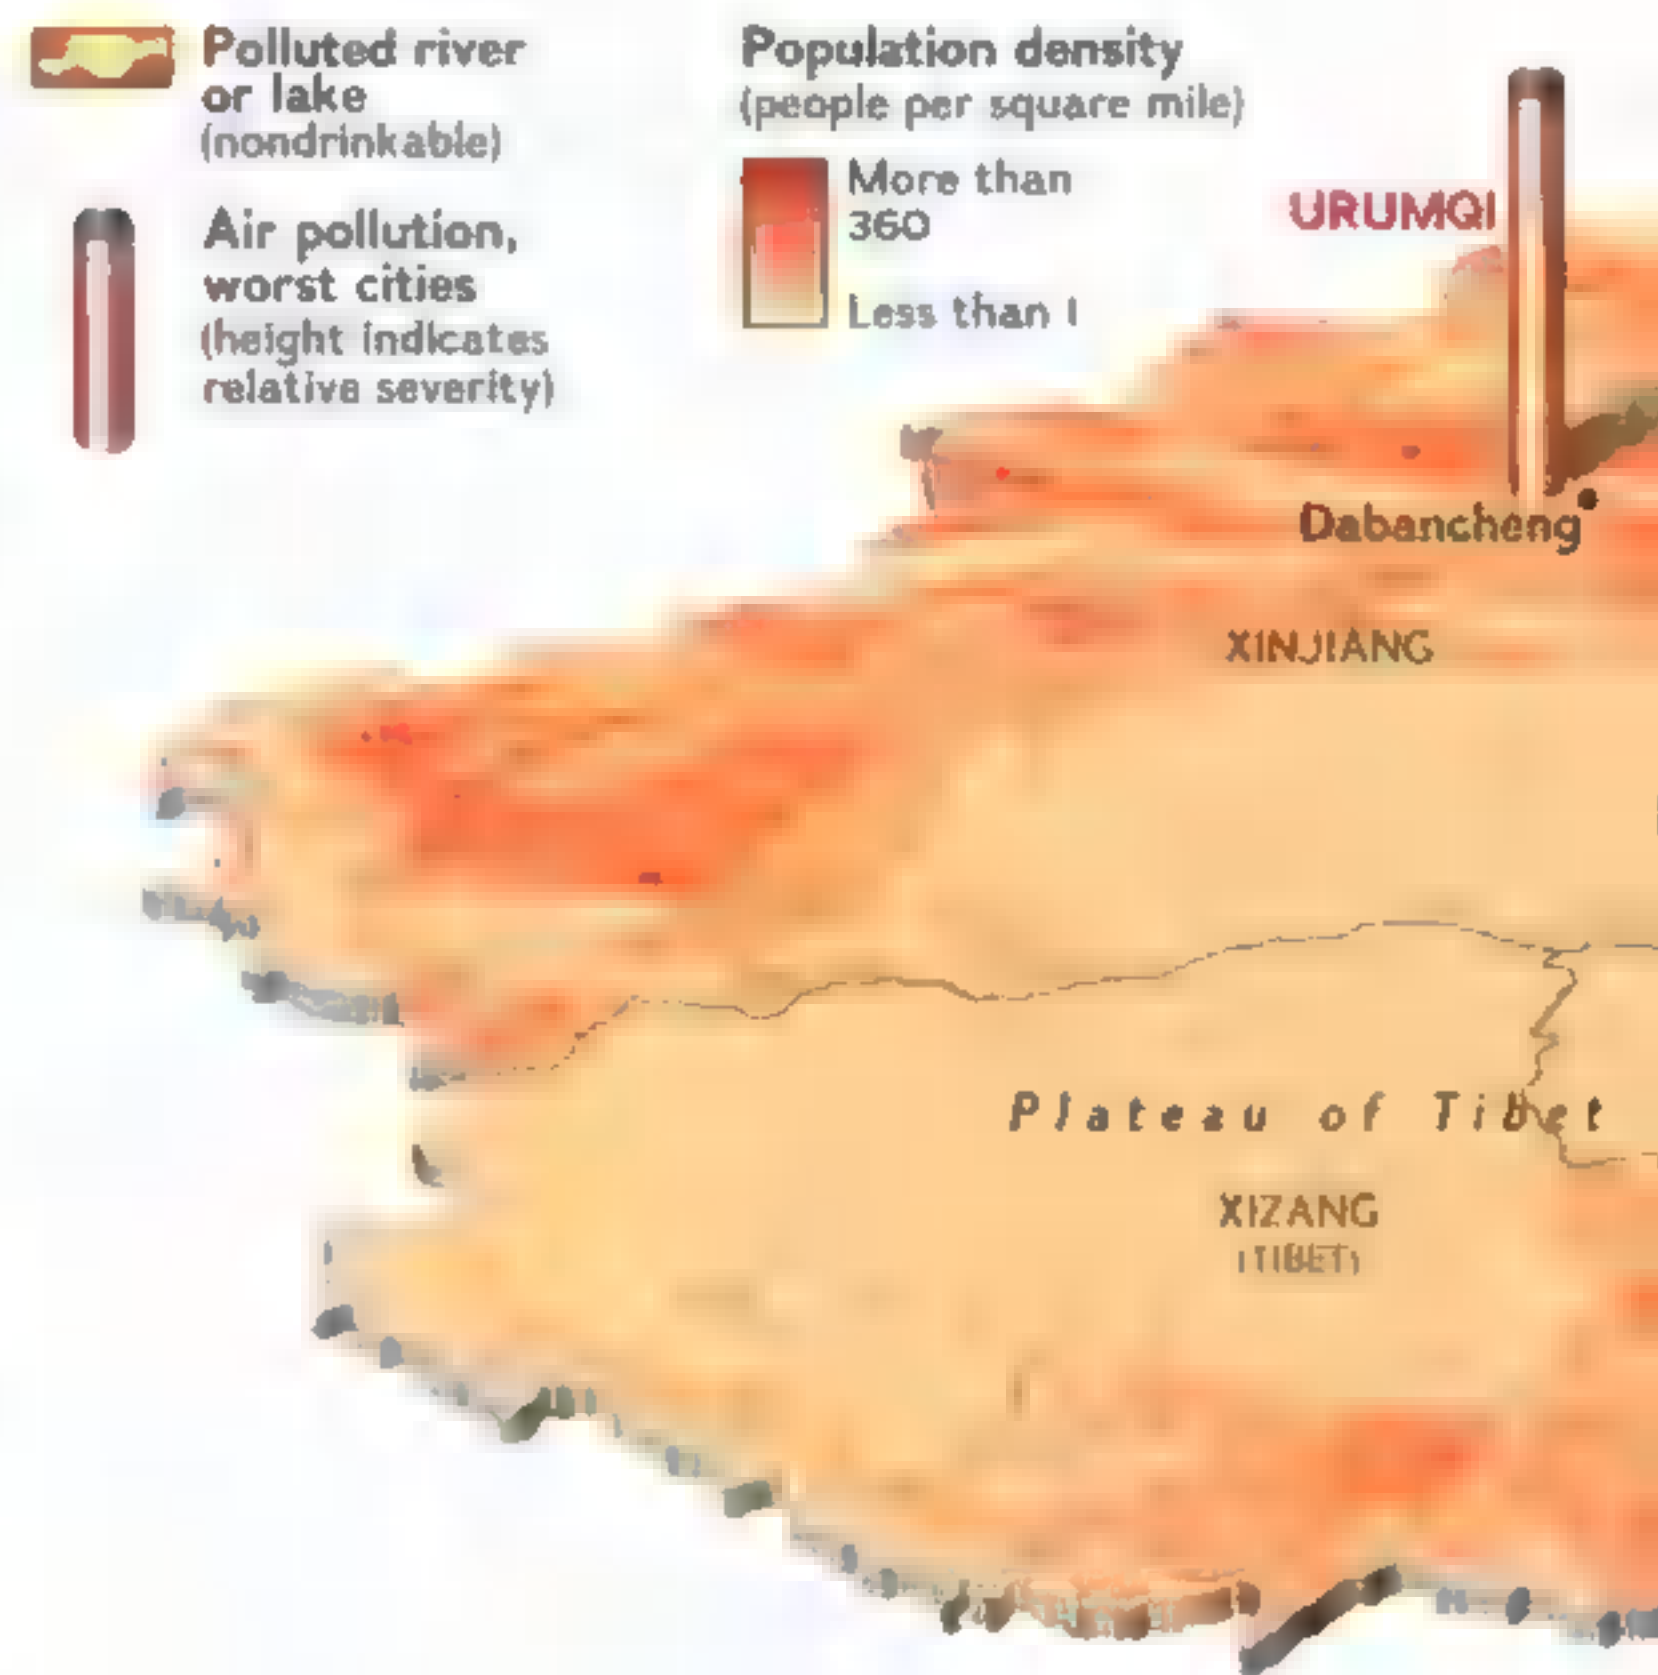 Polluted river
or lake
(nondrinkable)
Air pollution,
worst cities
(height indicates
relative severity)
Population density
(people per square mile)
More than
360
Less than 1
URUMQI
Dabancheng
XINJIANG
Plateau of Tibet
XIZANG
(TIBET)